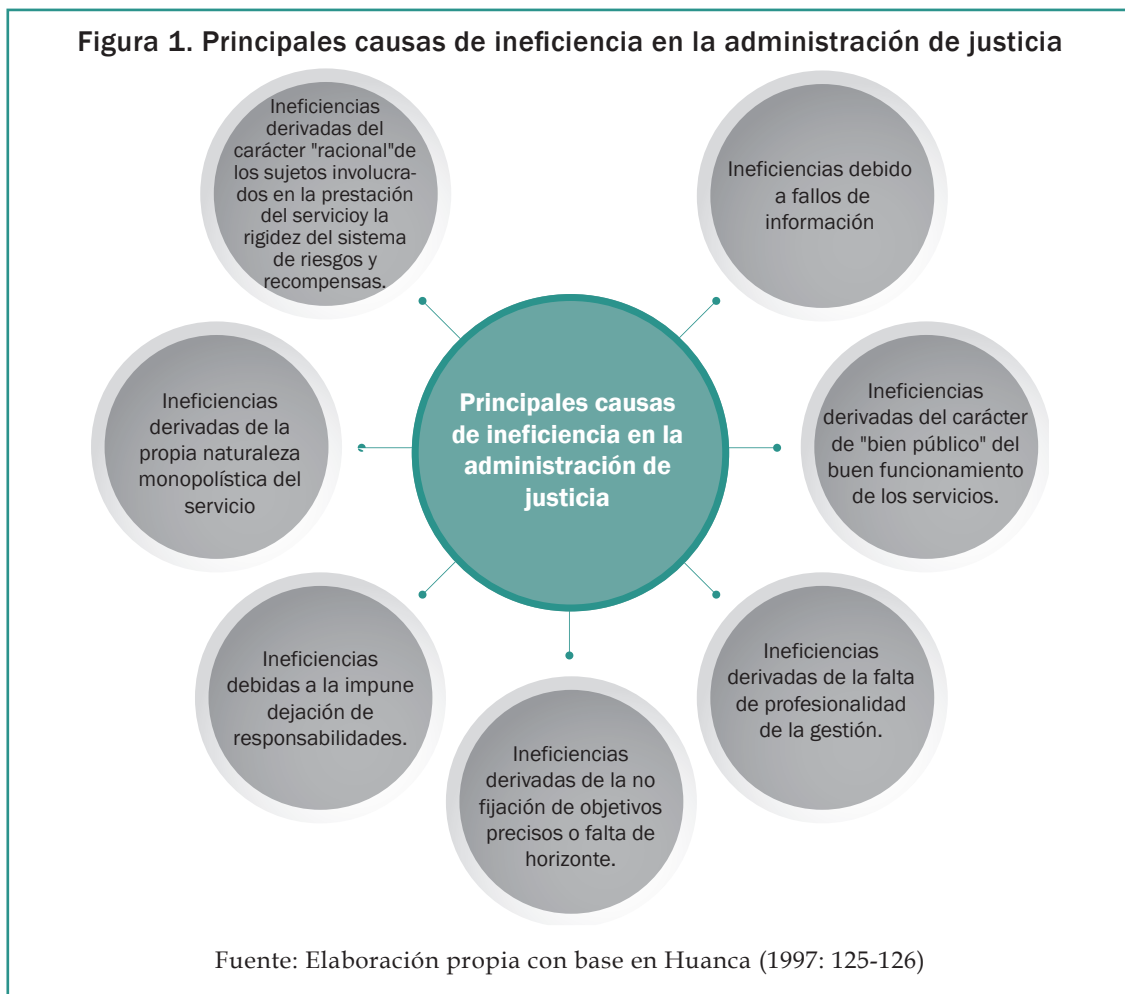 Figura 1. Principales causas de ineficiencia en la administración de justicia
Ineficiencias
derivadas del
carácter "racional"de
los sujetos involucra-
dos en la prestación
del servicioy la
rigidez del sistema
de riesgos y
recompensas.
Ineficiencias debido
a fallos de
información
Ineficiencias
derivadas de la
propia naturaleza
monopolística del
servicio
Principales causas
de ineficiencia en la
administración de
justicia
Ineficiencias
derivadas del carácter
de "bien público" del
buen funcionamiento
de los servicios.
Ineficiencias
debidas a la impune
dejación de
responsabilidades.
Ineficiencias
derivadas de la no
fijación de objetivos
precisos o falta de
horizonte.
Ineficiencias
derivadas de la falta
de profesionalidad
de la gestión.
Fuente: Elaboración propia con base en Huanca (1997: 125-126)